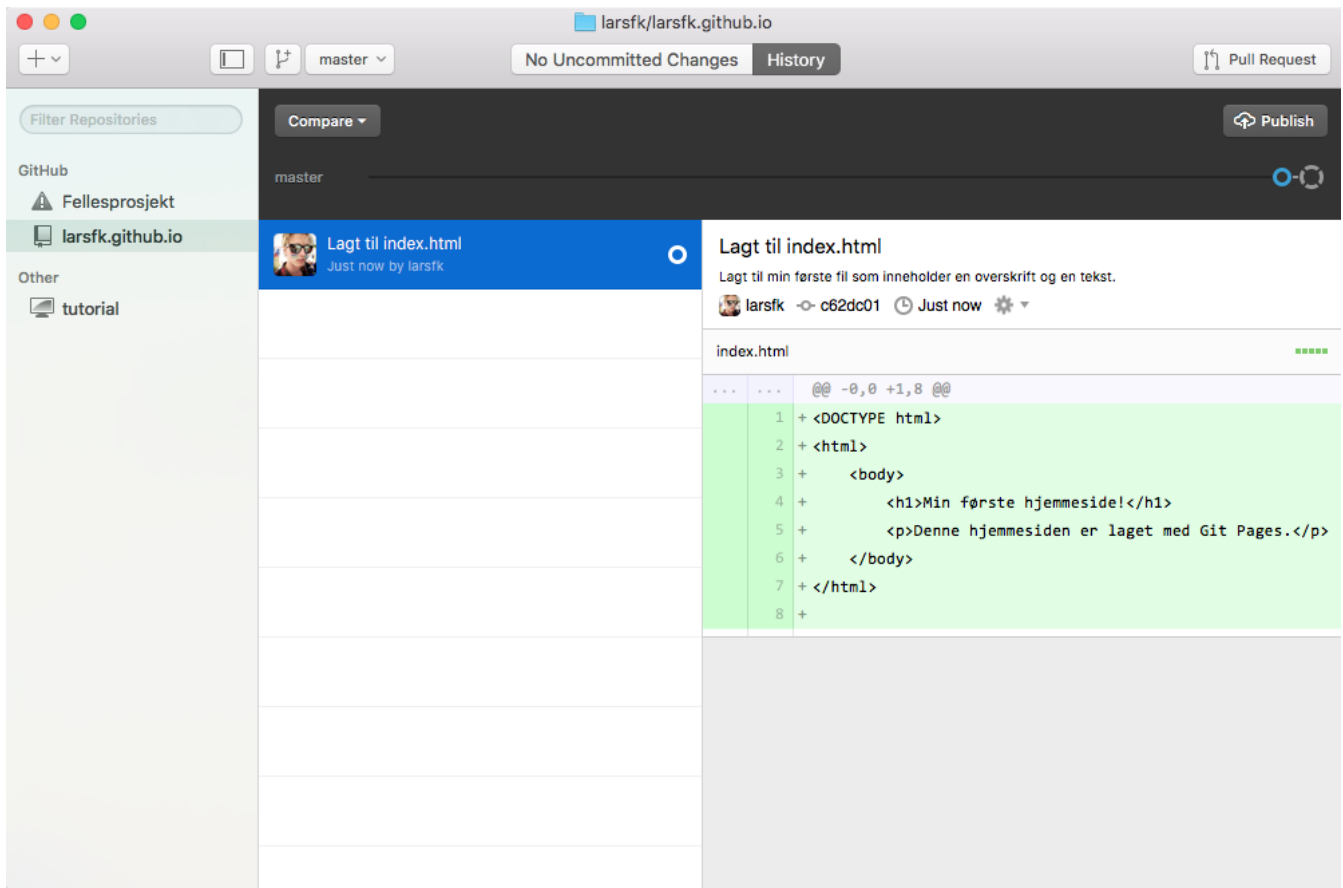 larsfk/larsfk.github.io
master No Uncommitted Changes History Pull Request
Filter Repositories
GitHub
Fellesprosjekt
larsfk.github.io
Other
tutorial
Compare Publish
master
Lagt til index.html
Just now by larsfk
Lagt til index.html
Lagt til min første fil som inneholder en overskrift og en tekst.
larsfk c62dc01 Just now
index.html
... ... @@ -0,0 +1,8 @@
1 + <DOCTYPE html>
2 + <html>
3 +     <body>
4 +         <h1>Min første hjemmeside!</h1>
5 +         <p>Denne hjemmesiden er laget med Git Pages.</p>
6 +     </body>
7 + </html>
8 +